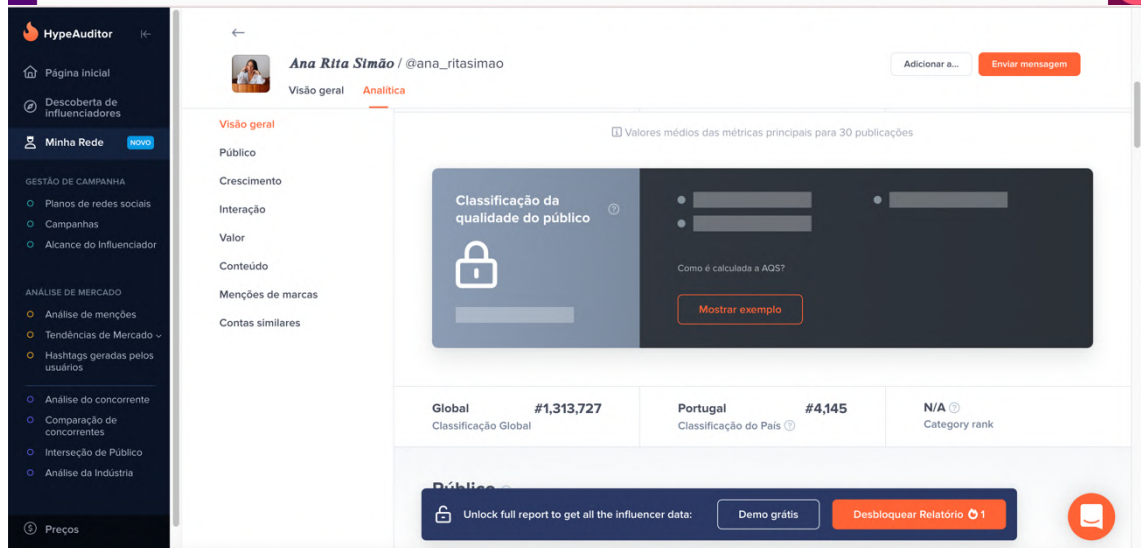 HypeAuditor
Página inicial
Descoberta de
influenciadores
Minha Rede NOVO
GESTÃO DE CAMPANHA
Planos de redes sociais
Campanhas
Alcance do Influenciador
ANÁLISE DE MERCADO
Análise de menções
Tendências de Mercado
Hashtags geradas pelos
usuários
Análise do concorrente
Comparação de
concorrentes
Interseção de Público
Análise da Indústria
Preços
Ana Rita Simão / @ana_ritasimao
Adicionar a...
Enviar mensagem
Visão geral Analítica
Visão geral
Público
Crescimento
Interação
Valor
Conteúdo
Menções de marcas
Contas similares
Valores médios das métricas principais para 30 publicações
Classificação da
qualidade do público
Como é calculada a AQS?
Mostrar exemplo
Global #1,313,727
Classificação Global
Portugal #4,145
Classificação do País
N/A
Category rank
Público
Unlock full report to get all the influencer data:
Demo grátis
Desbloquear Relatório 1